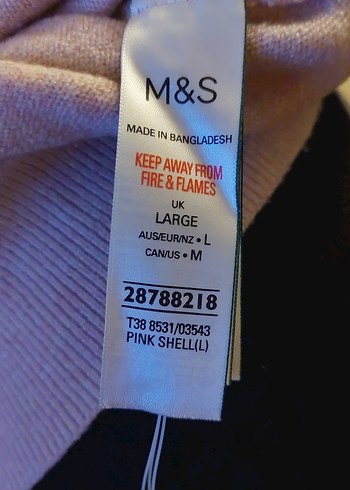 M&S
MADE IN BANGLADESH
KEEP AWAY FROM
FIRE & FLAMES
UK
LARGE
AUS/EUR/NZ • L
CAN/US • M
28788218
T38 8531/03543
PINK SHELL(L)